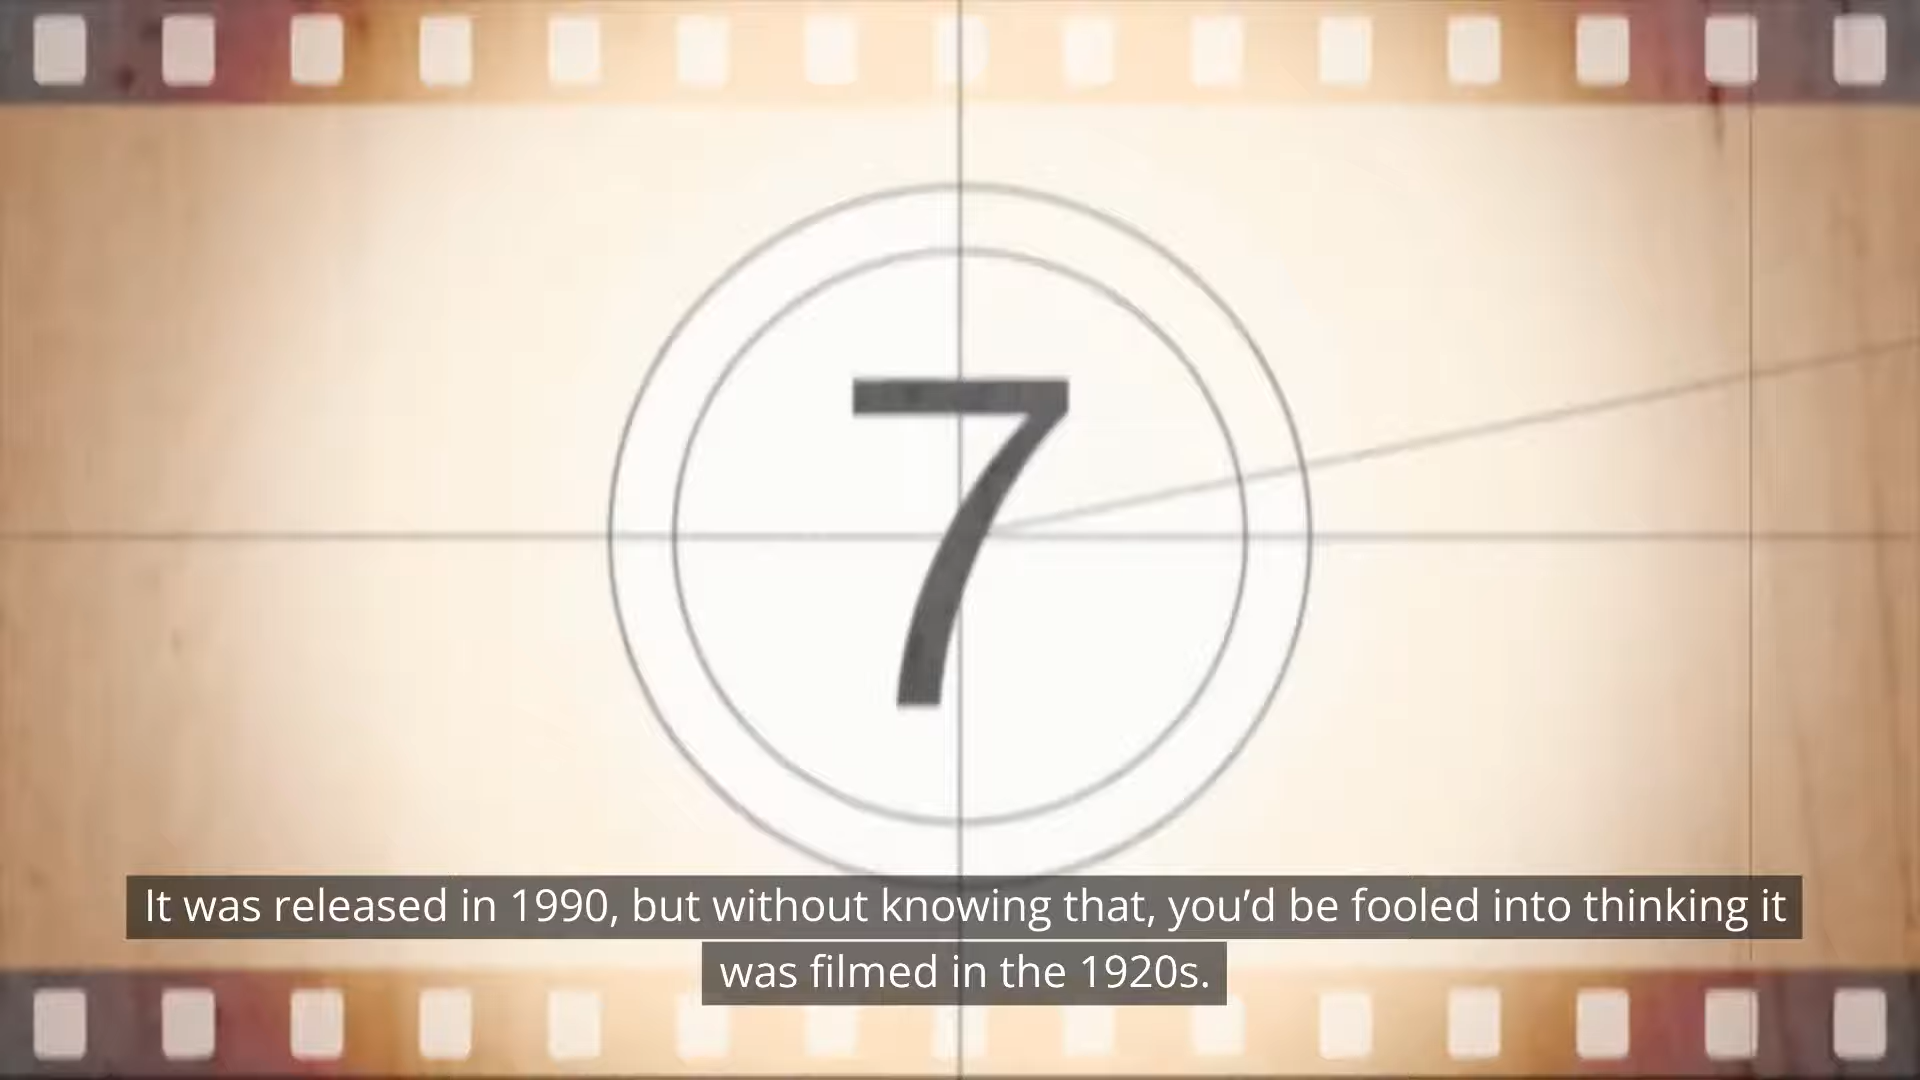 7
It was released in 1990, but without knowing that, you’d be fooled into thinking it
was filmed in the 1920s.